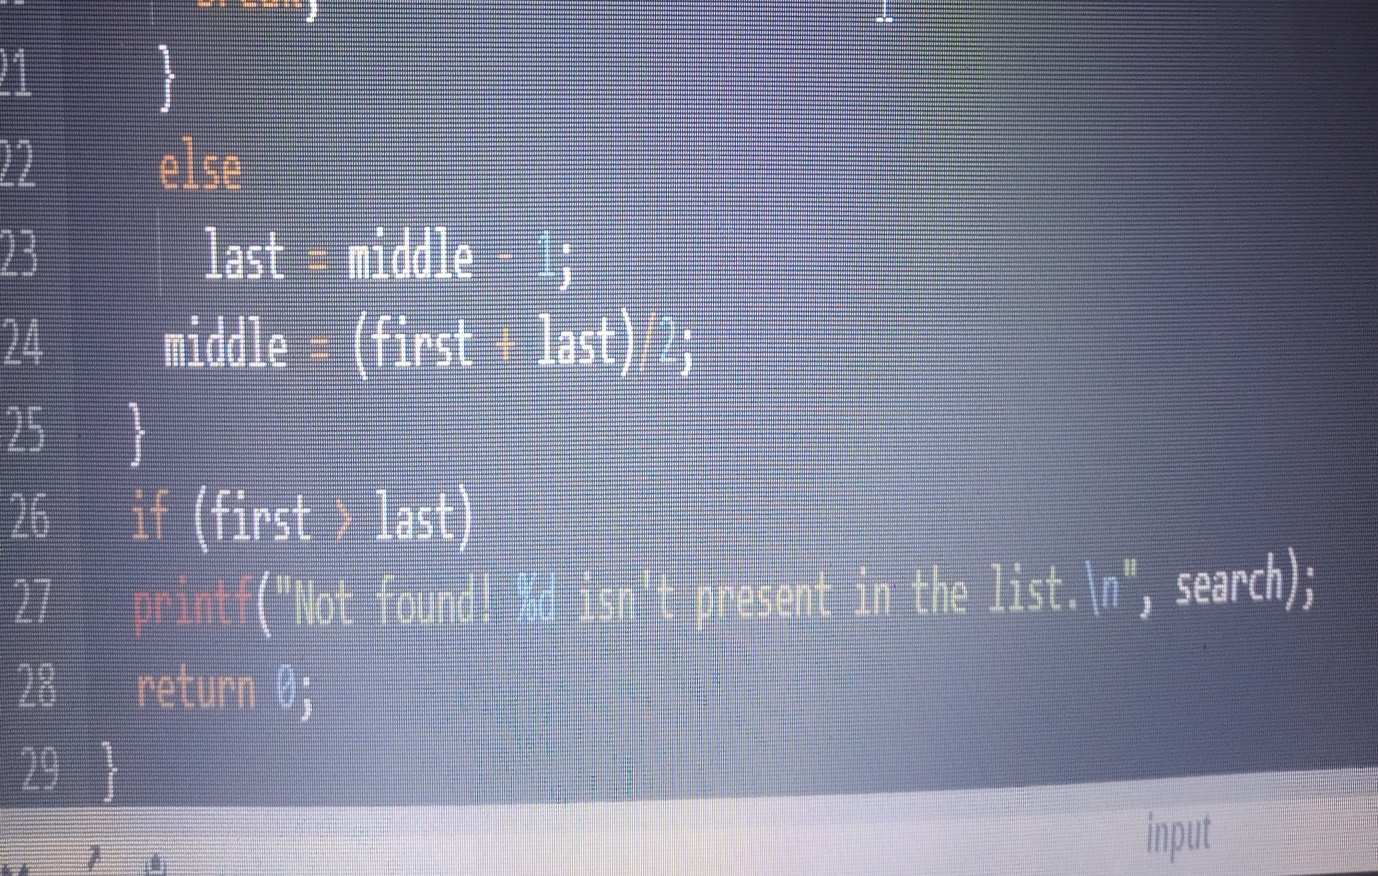 break;
21 }
22 else
23 last = middle - 1;
24 middle = (first + last)/2;
25 }
26 if (first > last)
27 printf("Not found! %d isn't present in the list.\n", search);
28 return 0;
29 }
input